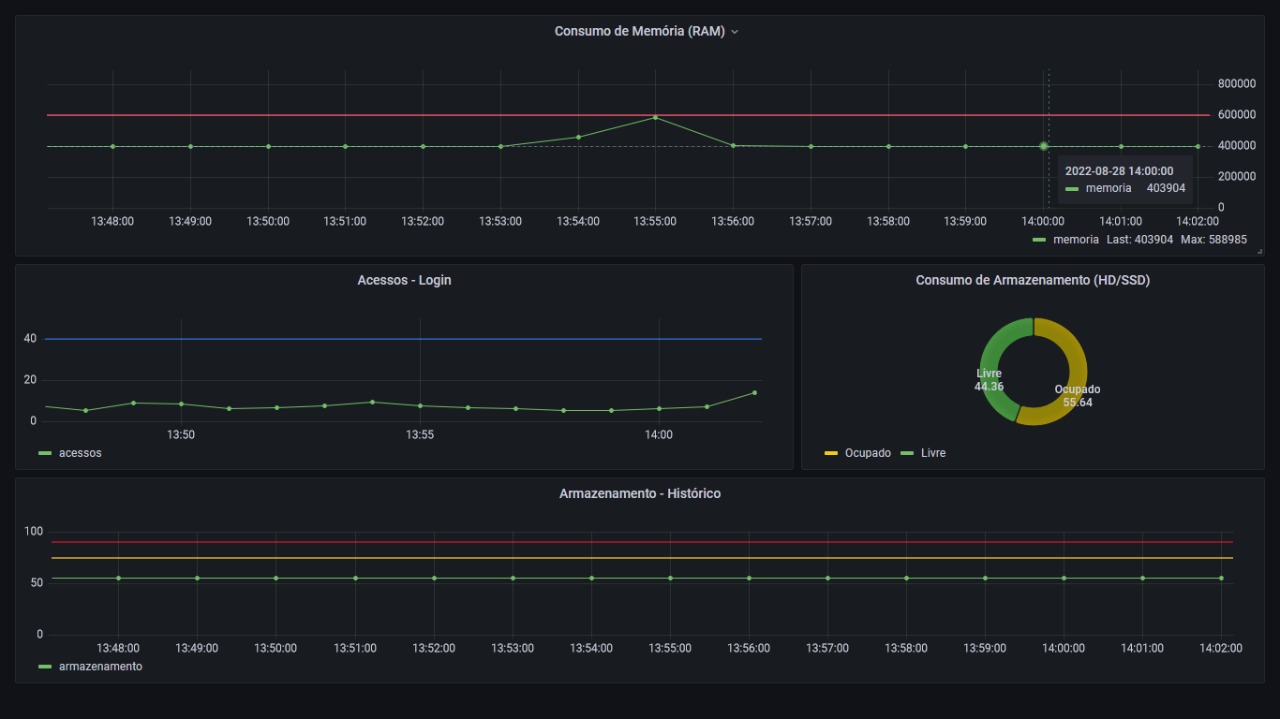 Consumo de Memória (RAM)
800000
600000
400000
200000
0
2022-08-28 14:00:00
memoria 403904
13:48:00 13:49:00 13:50:00 13:51:00 13:52:00 13:53:00 13:54:00 13:55:00 13:56:00 13:57:00 13:58:00 13:59:00 14:00:00 14:01:00 14:02:00
memoria Last: 403904 Max: 588985
Acessos - Login
40
20
0
13:50 13:55 14:00
acessos
Consumo de Armazenamento (HD/SSD)
Livre
44.36
Ocupado
55.64
Ocupado Livre
Armazenamento - Histórico
100
50
0
13:48:00 13:49:00 13:50:00 13:51:00 13:52:00 13:53:00 13:54:00 13:55:00 13:56:00 13:57:00 13:58:00 13:59:00 14:00:00 14:01:00 14:02:00
armazenamento